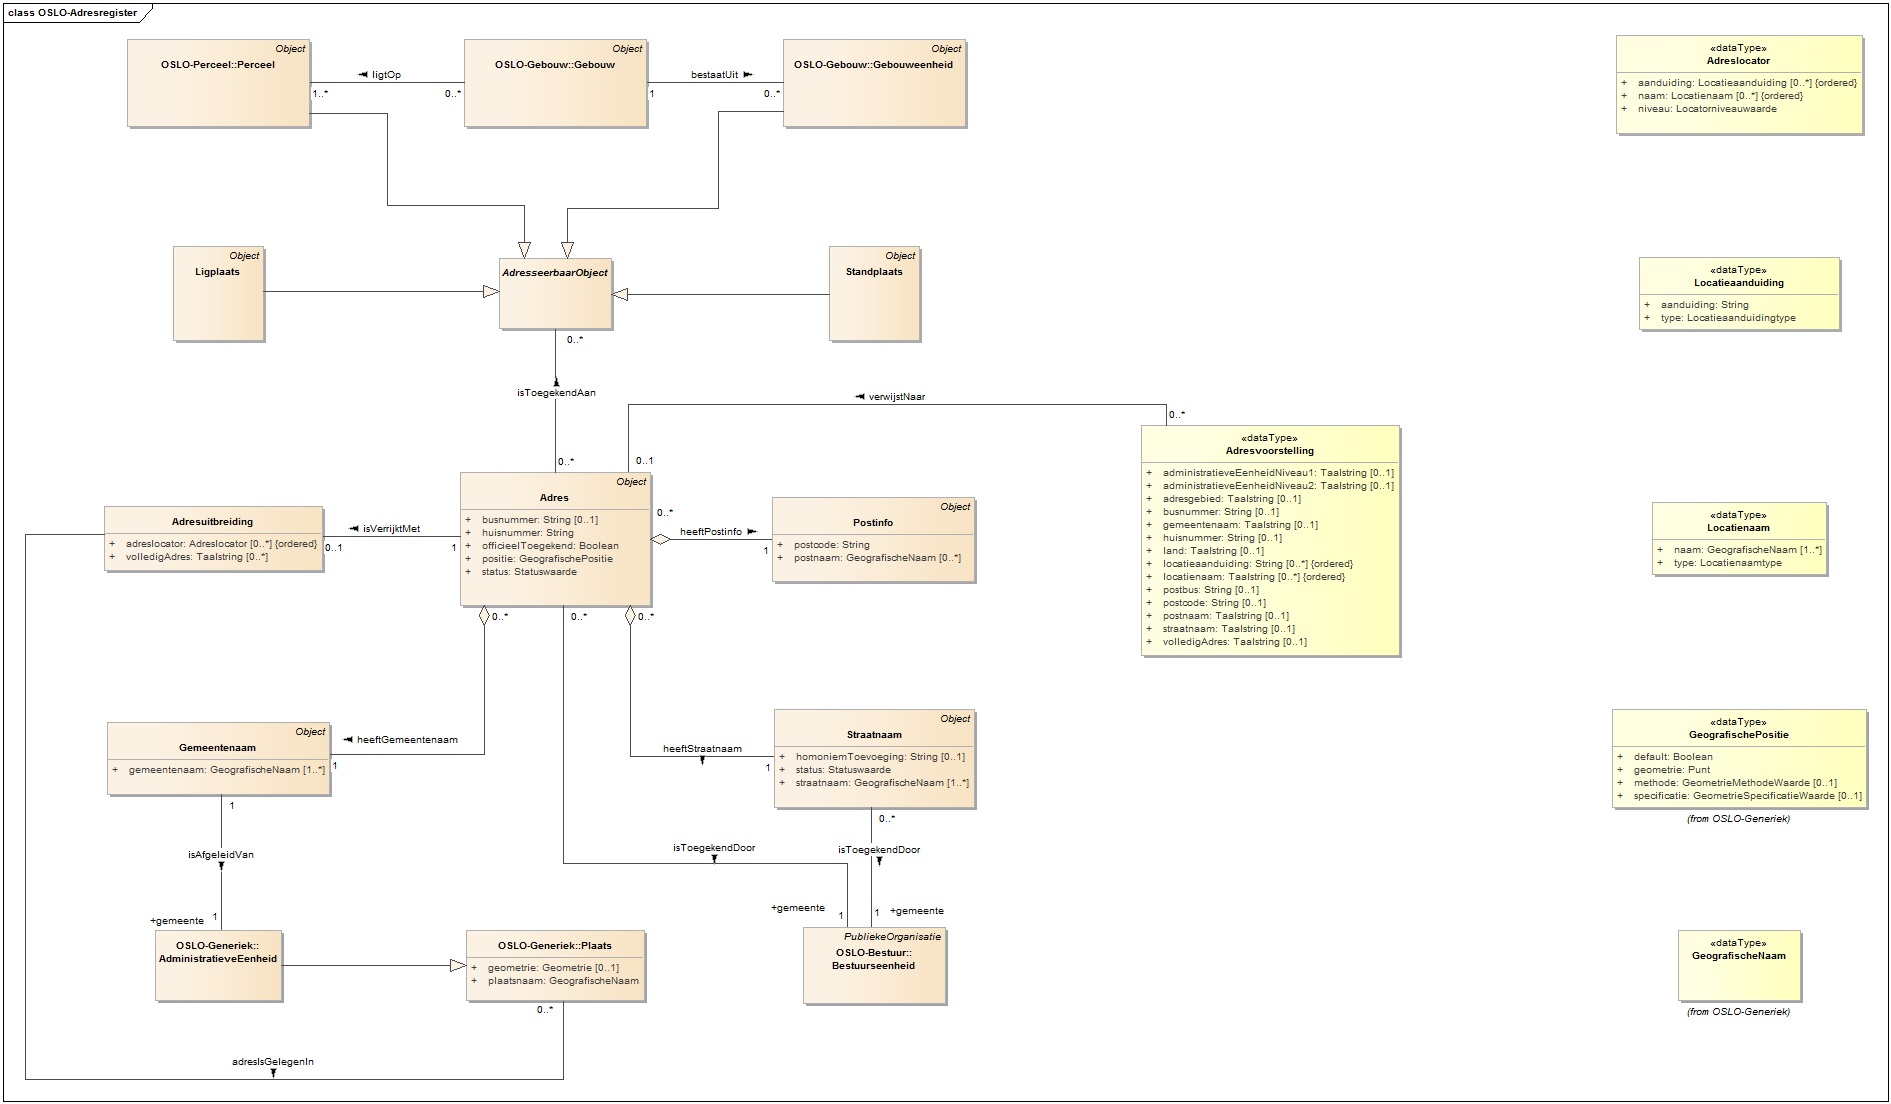 class OSLO-Adresregister
Object
OSLO-Perceel::Perceel
ligtOp
1..*
0..*
Object
OSLO-Gebouw::Gebouw
bestaatUit
1
0..*
Object
OSLO-Gebouw::Gebouweenheid
«dataType»
Adreslocator
+ aanduiding: Locatieaanduiding [0..*] {ordered}
+ naam: Locatienaam [0..*] {ordered}
+ niveau: Locatorniveauwaarde
Object
Ligplaats
AdresseerbaarObject
Object
Standplaats
«dataType»
Locatieaanduiding
+ aanduiding: String
+ type: Locatieaanduidingtype
0..*
isToegekendAan
0..*
verwijstNaar
0..*
0..1
Object
Adres
+ busnummer: String [0..1]
+ huisnummer: String
+ officieelToegekend: Boolean
+ positie: GeografischePositie
+ status: Statuswaarde
Adresuitbreiding
+ adreslocator: Adreslocator [0..*] {ordered}
+ volledigAdres: Taalstring [0..*]
isVerrijktMet
0..1
1
0..*
heeftPostinfo
1
Object
Postinfo
+ postcode: String
+ postnaam: GeografischeNaam [0..*]
«dataType»
Adresvoorstelling
+ administratieveEenheidNiveau1: Taalstring [0..1]
+ administratieveEenheidNiveau2: Taalstring [0..1]
+ adresgebied: Taalstring [0..1]
+ busnummer: String [0..1]
+ gemeentenaam: Taalstring [0..1]
+ huisnummer: String [0..1]
+ land: Taalstring [0..1]
+ locatieaanduiding: String [0..*] {ordered}
+ locatienaam: Taalstring [0..*] {ordered}
+ postbus: String [0..1]
+ postcode: String [0..1]
+ postnaam: Taalstring [0..1]
+ straatnaam: Taalstring [0..1]
+ volledigAdres: Taalstring [0..1]
«dataType»
Locatienaam
+ naam: GeografischeNaam [1..*]
+ type: Locatienaamtype
0..*
0..*
0..*
Object
Gemeentenaam
+ gemeentenaam: GeografischeNaam [1..*]
heeftGemeentenaam
1
heeftStraatnaam
1
Object
Straatnaam
+ homoniemToevoeging: String [0..1]
+ status: Statuswaarde
+ straatnaam: GeografischeNaam [1..*]
«dataType»
GeografischePositie
+ default: Boolean
+ geometrie: Punt
+ methode: GeometrieMethodeWaarde [0..1]
+ specificatie: GeometrieSpecificatieWaarde [0..1]
(from OSLO-Generiek)
1
isAfgeleidVan
+gemeente
1
isToegekendDoor
0..*
isToegekendDoor
+gemeente
1
1
+gemeente
OSLO-Generiek::
AdministratieveEenheid
OSLO-Generiek::Plaats
+ geometrie: Geometrie [0..1]
+ plaatsnaam: GeografischeNaam
0..*
PubliekeOrganisatie
OSLO-Bestuur::
Bestuurseenheid
«dataType»
GeografischeNaam
(from OSLO-Generiek)
adresIsGelegenIn